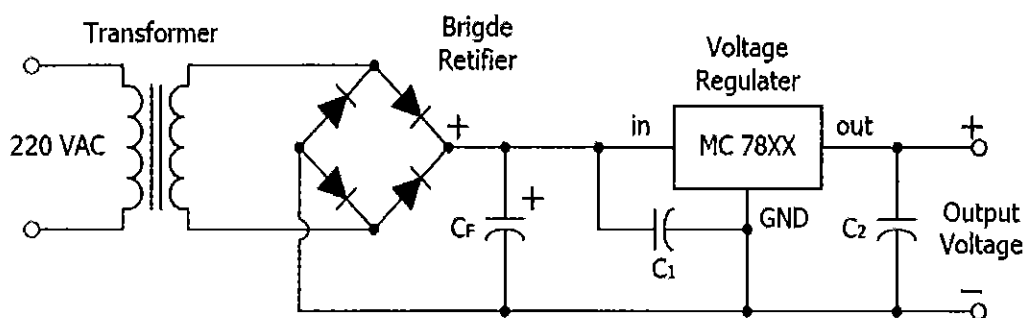 Transformer
Brigde
Retifier
Voltage
Regulater
220 VAC
+
in
MC 78XX
out
+
+
CF
C1
GND
C2
Output
Voltage
−